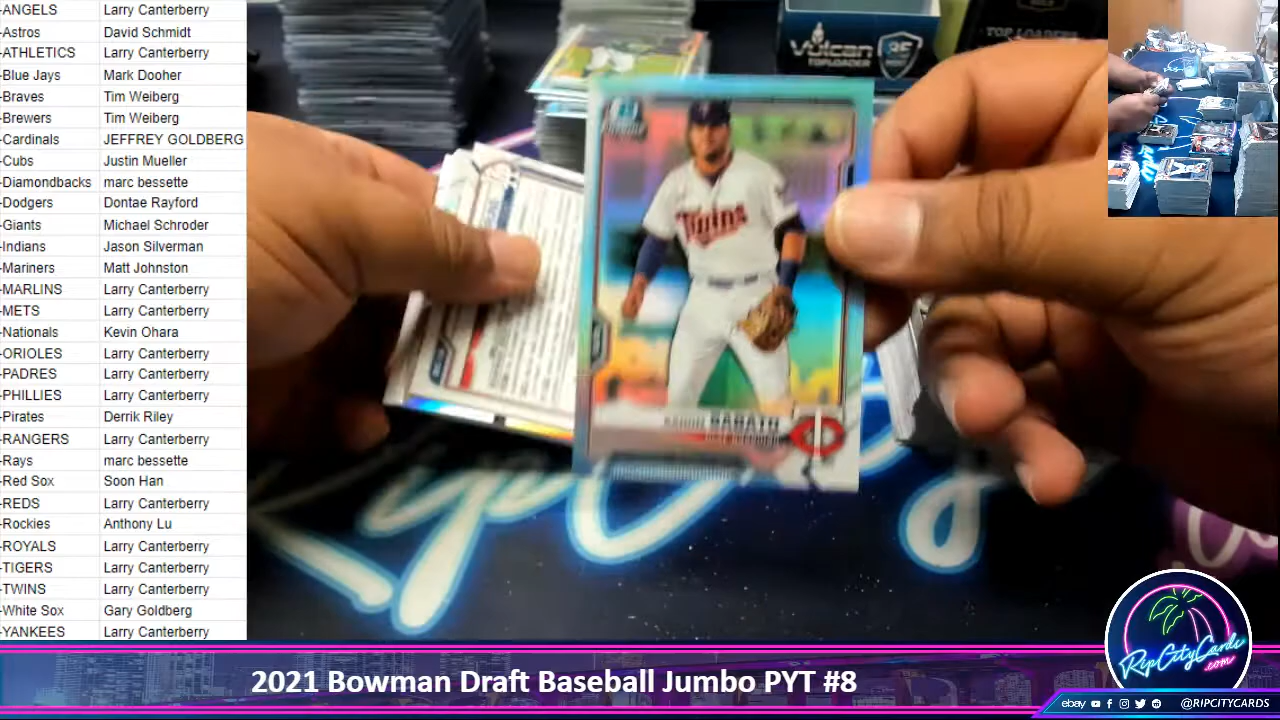 -ANGELS Larry Canterberry
-Astros David Schmidt
-ATHLETICS Larry Canterberry
-Blue Jays Mark Dooher
-Braves Tim Weiberg
-Brewers Tim Weiberg
-Cardinals JEFFREY GOLDBERG
-Cubs Justin Mueller
-Diamondbacks marc bessette
-Dodgers Dontae Rayford
-Giants Michael Schroder
-Indians Jason Silverman
-Mariners Matt Johnston
-MARLINS Larry Canterberry
-METS Larry Canterberry
-Nationals Kevin Ohara
-ORIOLES Larry Canterberry
-PADRES Larry Canterberry
-PHILLIES Larry Canterberry
-Pirates Derrik Riley
-RANGERS Larry Canterberry
-Rays marc bessette
-Red Sox Soon Han
-REDS Larry Canterberry
-Rockies Anthony Lu
-ROYALS Larry Canterberry
-TIGERS Larry Canterberry
-TWINS Larry Canterberry
-White Sox Gary Goldberg
-YANKEES Larry Canterberry
Vulcan
TOPLOADER
35
TOP LOADERS
Twins
RipCityCards
.com
2021 Bowman Draft Baseball Jumbo PYT #8
ebay @RIPCITYCARDS